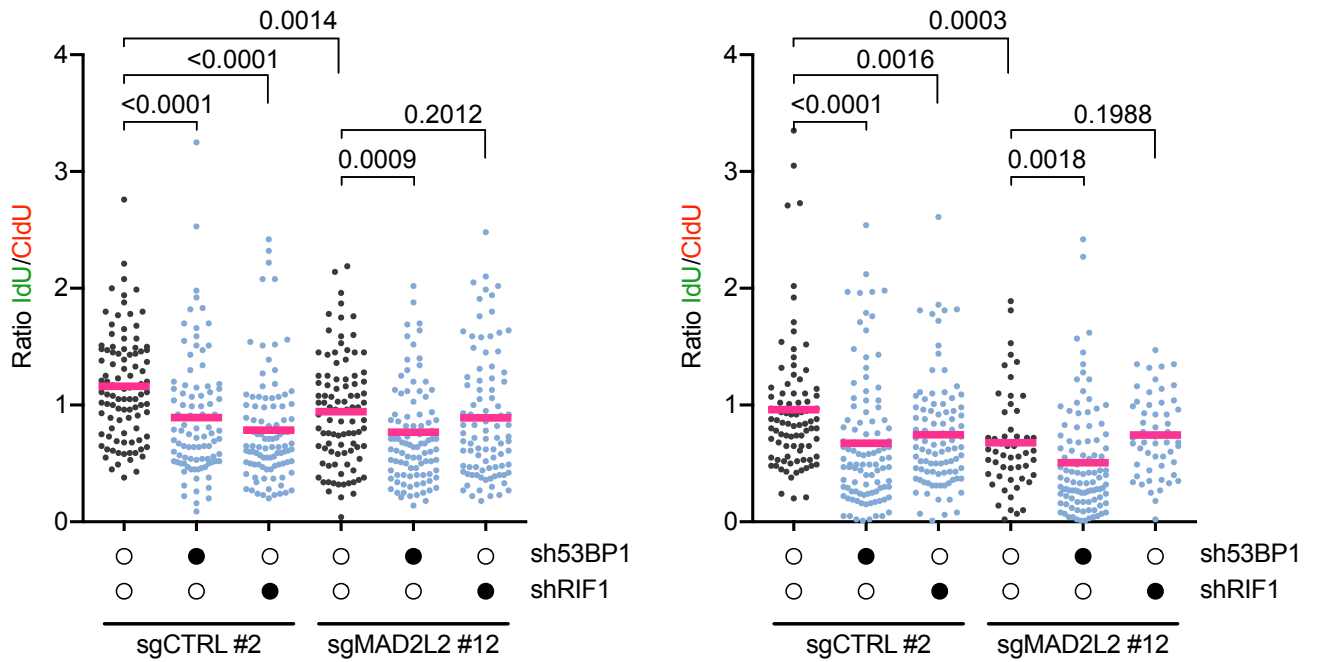 0.0014
<0.0001
<0.0001
0.2012
0.0009
4
3
2
1
0
Ratio IdU/CldU
sh53BP1
shRIF1
sgCTRL #2
sgMAD2L2 #12
0.0003
0.0016
<0.0001
0.1988
0.0018
4
3
2
1
0
Ratio IdU/CldU
sh53BP1
shRIF1
sgCTRL #2
sgMAD2L2 #12